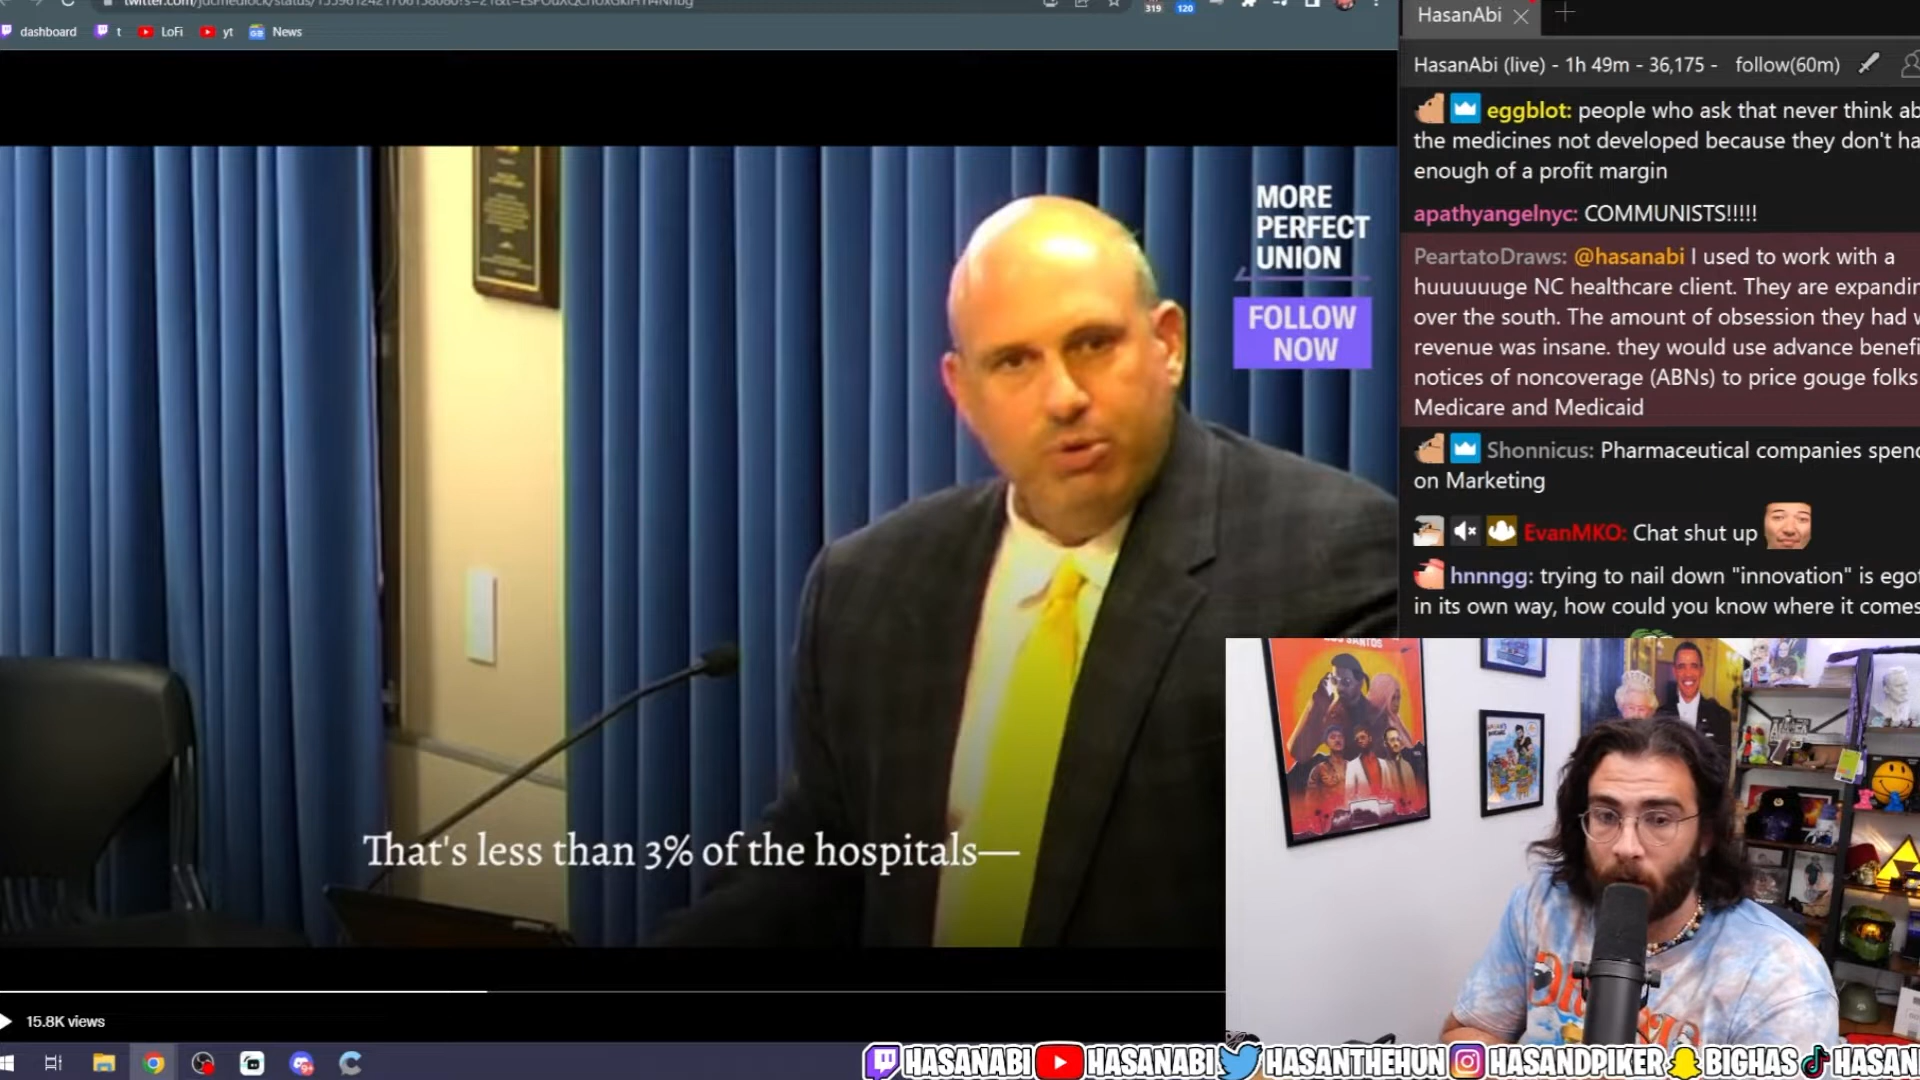 dashboard t LoFi yt News
319 120
HasanAbi
HasanAbi (live) - 1h 49m - 36,175 - follow(60m)
eggblot: people who ask that never think ab
the medicines not developed because they don't ha
enough of a profit margin
apathyangelnyc: COMMUNISTS!!!!!
PeartatoDraws: @hasanabi I used to work with a
huuuuuuge NC healthcare client. They are expandin
over the south. The amount of obsession they had w
revenue was insane. they would use advance benefi
notices of noncoverage (ABNs) to price gouge folks
Medicare and Medicaid
Shonnicus: Pharmaceutical companies spen
on Marketing
EvanMKO: Chat shut up
hnnngg: trying to nail down "innovation" is egot
in its own way, how could you know where it comes
MORE
PERFECT
UNION
FOLLOW
NOW
That's less than 3% of the hospitals—
15.8K views
HASANABI HASANABI HASANTHEHUN HASANDPIKER BIGHAS HASAN